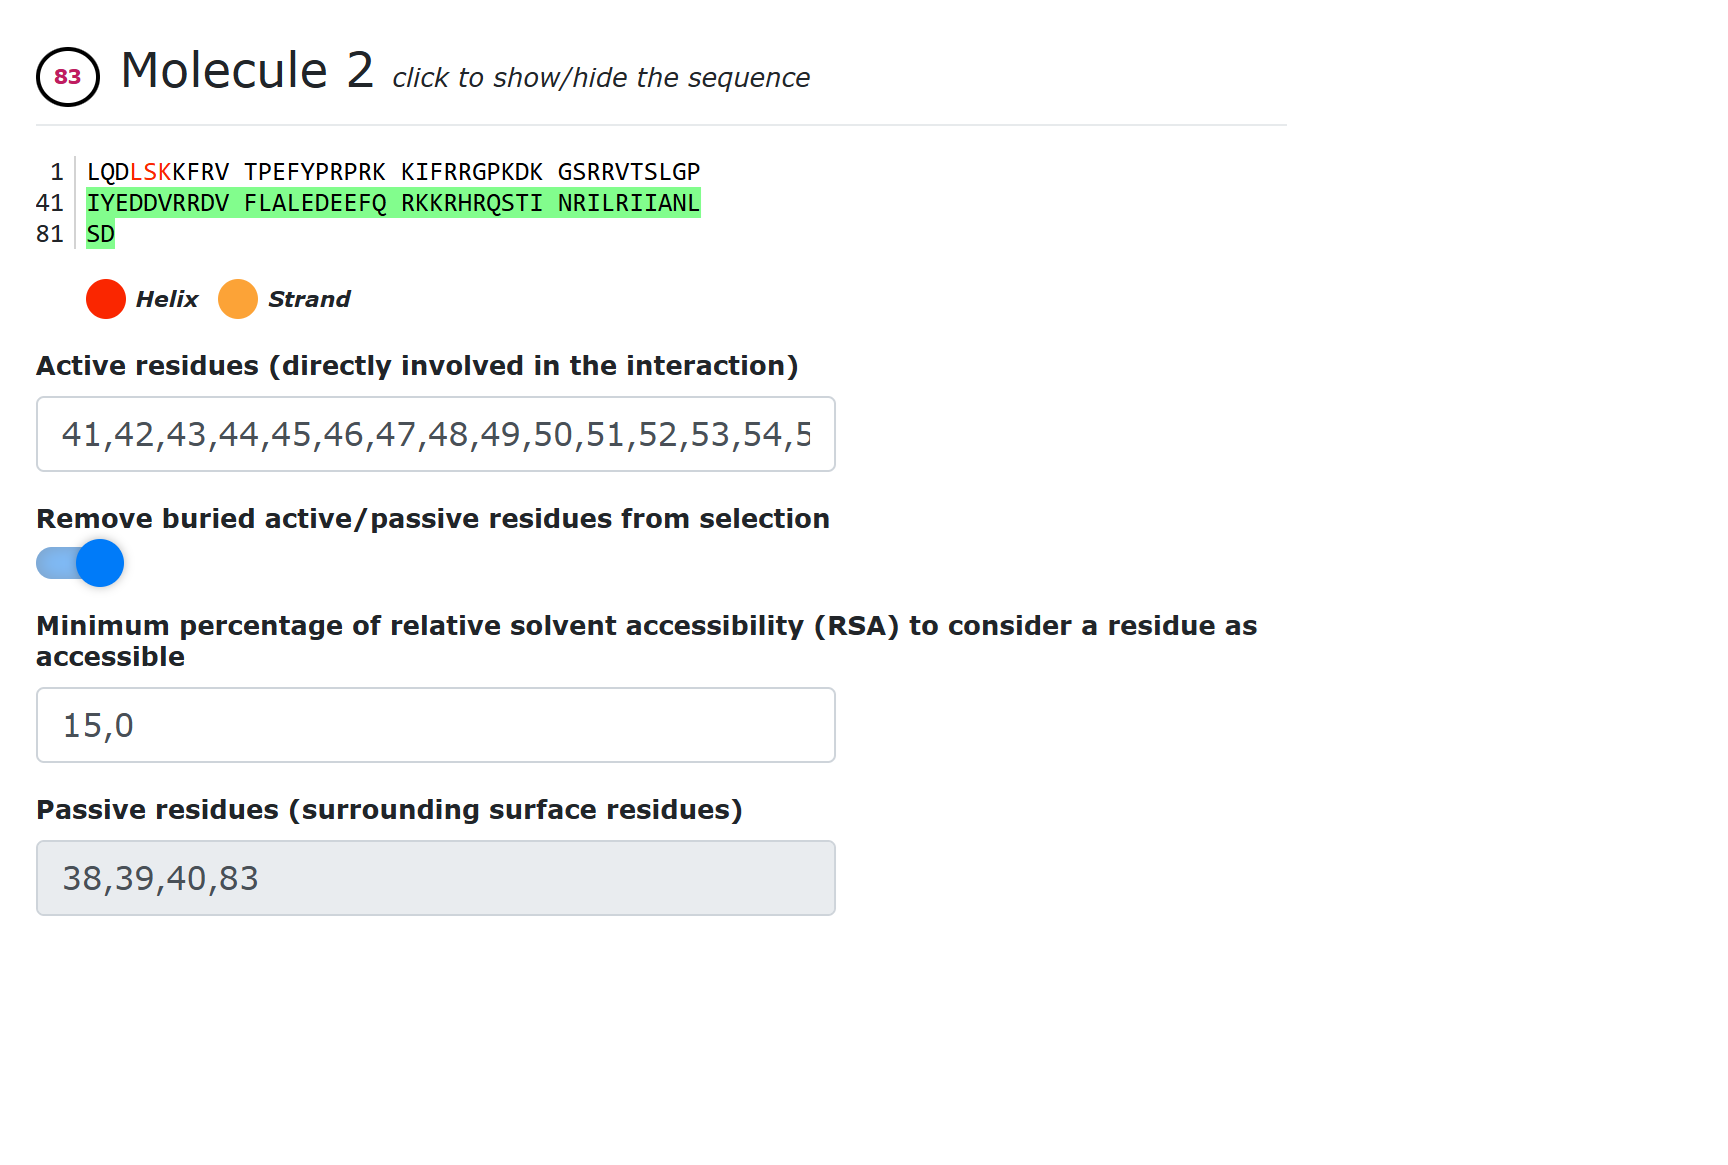 83 Molecule 2 click to show/hide the sequence
1 LQDLSKKFRV TPEFYPRPRK KIFRRGPKDK GSRRVTSLGP
41 IYEDDVRRDV FLALEDEEFQ RKKRHRQSTI NRILRIIANL
81 SD
Helix Strand
Active residues (directly involved in the interaction)
41,42,43,44,45,46,47,48,49,50,51,52,53,54,5
Remove buried active/passive residues from selection
Minimum percentage of relative solvent accessibility (RSA) to consider a residue as
accessible
15,0
Passive residues (surrounding surface residues)
38,39,40,83